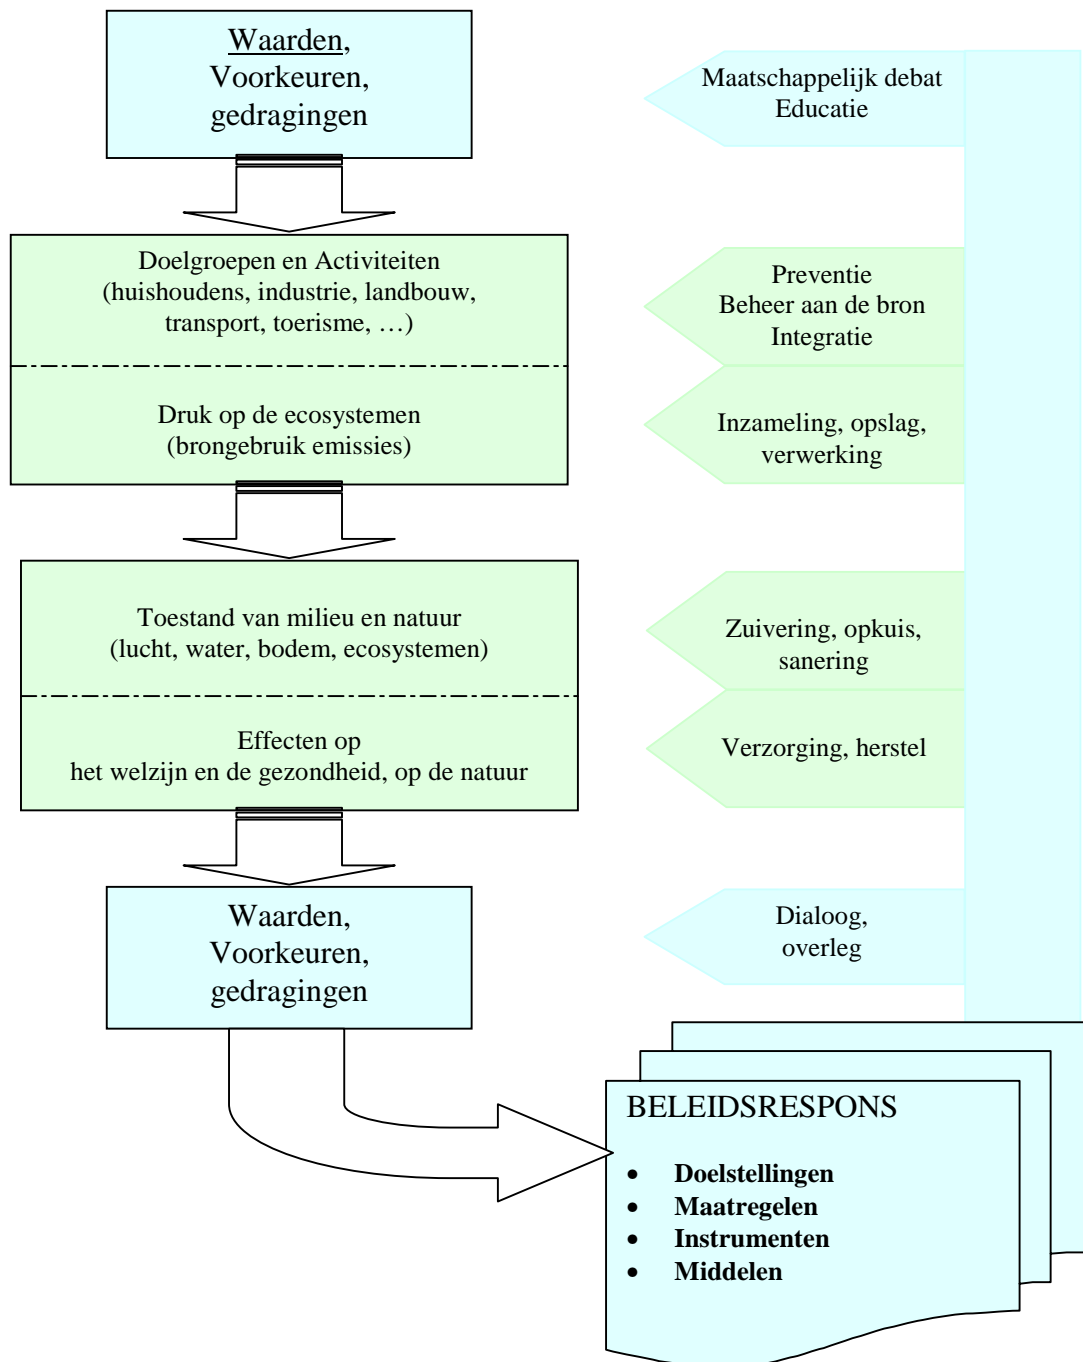 Waarden,
Voorkeuren,
gedragingen
Maatschappelijk debat
Educatie
Doelgroepen en Activiteiten
(huishoudens, industrie, landbouw,
transport, toerisme, …)
Preventie
Beheer aan de bron
Integratie
Druk op de ecosystemen
(brongebruik emissies)
Inzameling, opslag,
verwerking
Toestand van milieu en natuur
(lucht, water, bodem, ecosystemen)
Zuivering, opkuis,
sanering
Effecten op
het welzijn en de gezondheid, op de natuur
Verzorging, herstel
Waarden,
Voorkeuren,
gedragingen
Dialoog,
overleg
BELEIDSRESPONS
• Doelstellingen
• Maatregelen
• Instrumenten
• Middelen